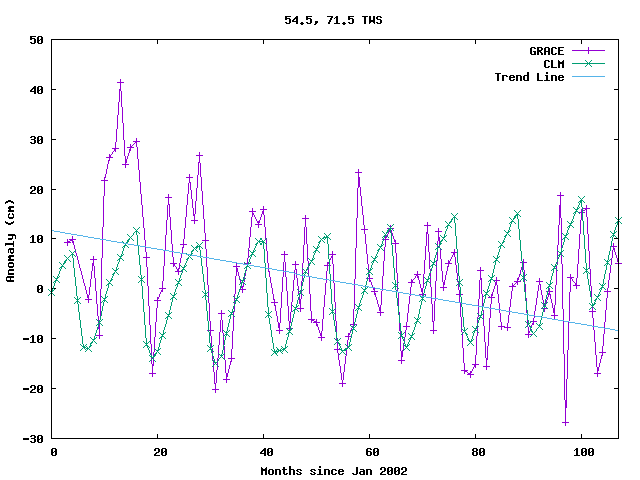 54.5, 71.5 TWS
GRACE
CLM
Trend Line
Anomaly (cm)
50
40
30
20
10
0
-10
-20
-30
0 20 40 60 80 100
Months since Jan 2002